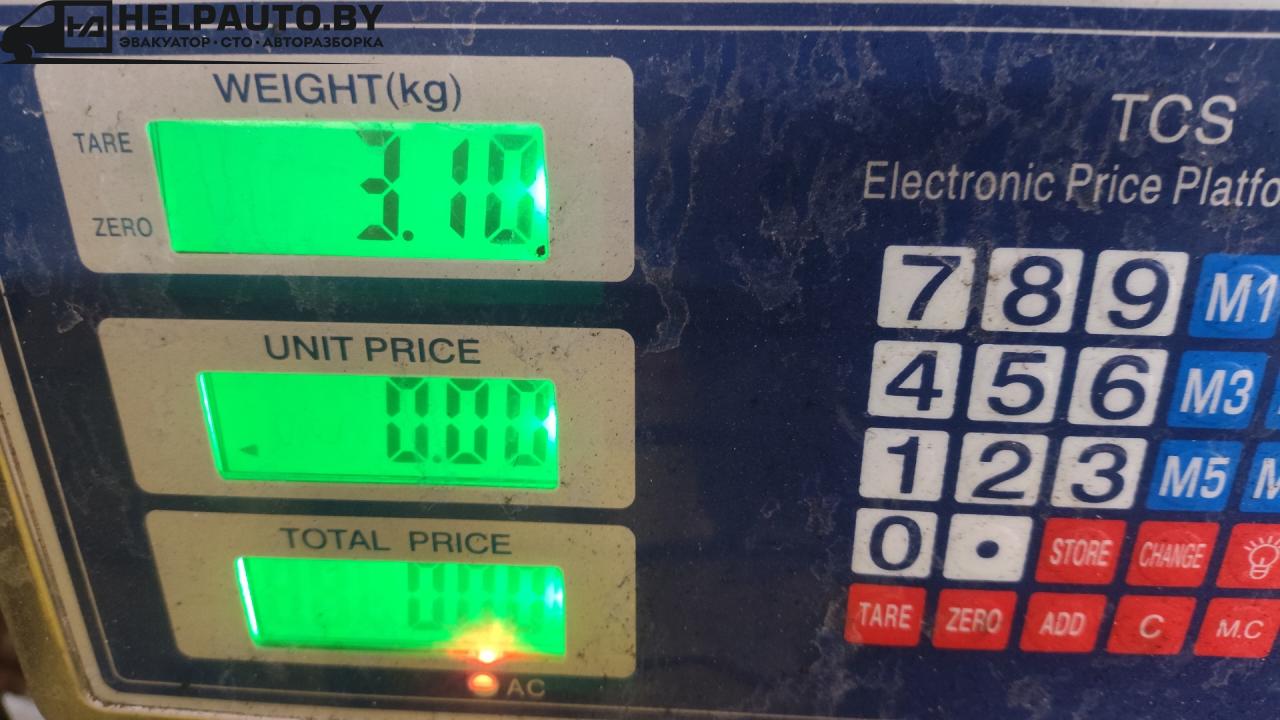 HELPAUTO.BY
ЭВАКУАТОР · СТО · АВТОРАЗБОРКА
WEIGHT(kg)
TARE
3.10
ZERO
UNIT PRICE
0.00
TOTAL PRICE
AC
TCS
Electronic Price Platfo
7 8 9 M1
4 5 6 M3
1 2 3 M5
0 . STORE CHANGE
TARE ZERO ADD C M.C